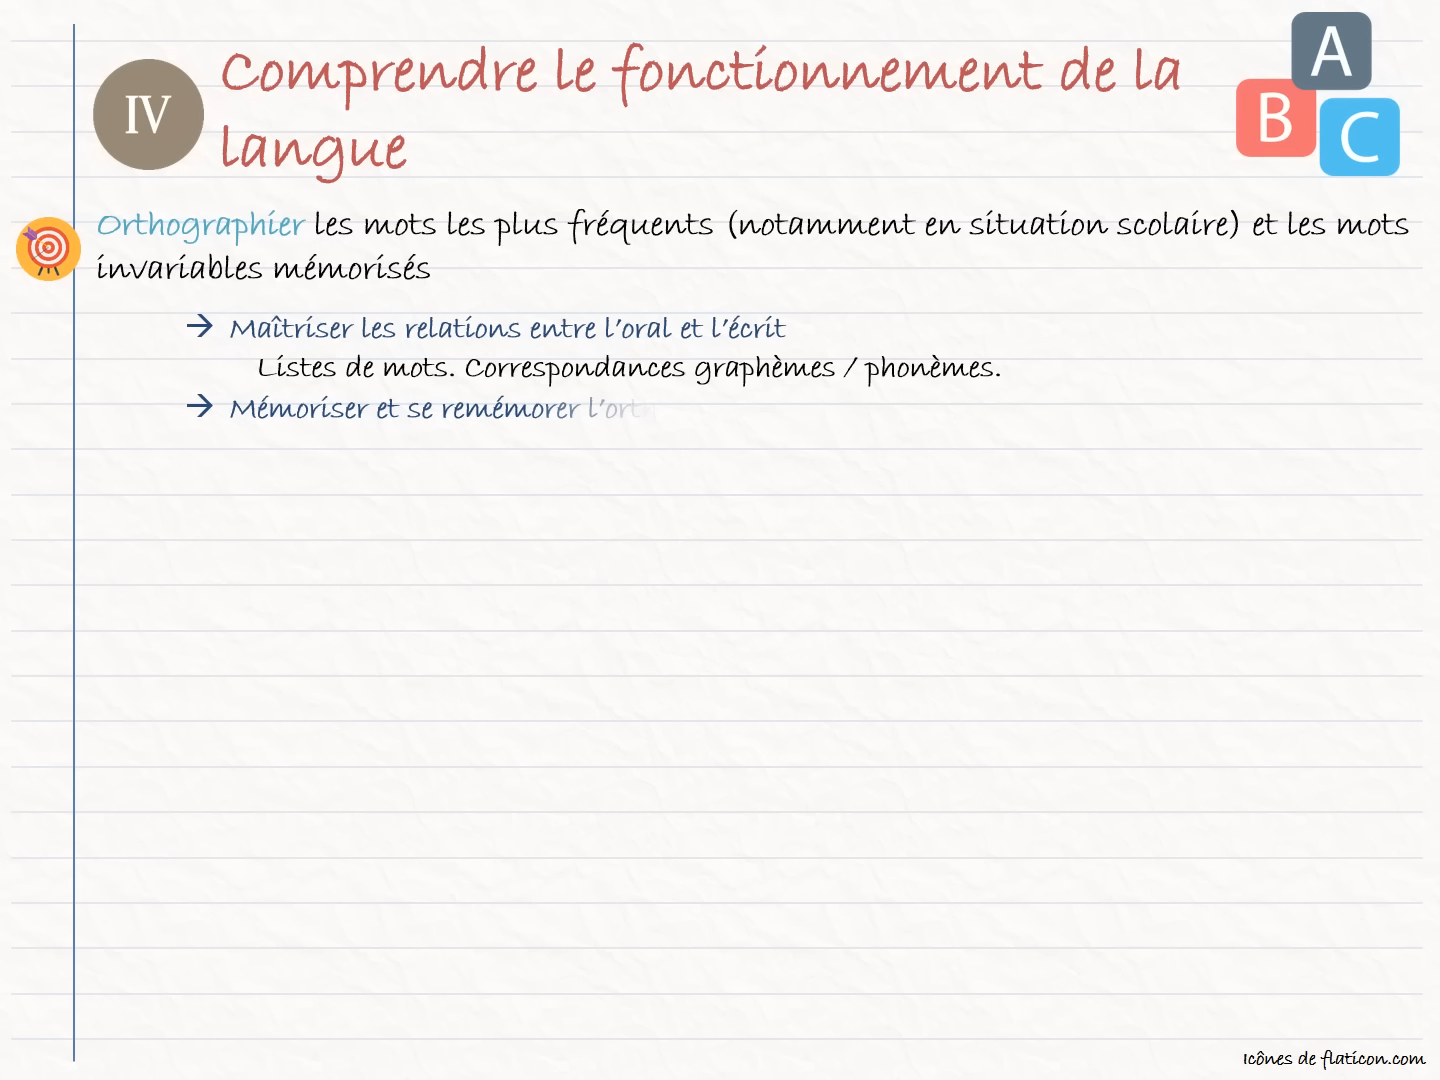 IV
Comprendre le fonctionnement de la
langue
A
B
C
Orthographier les mots les plus fréquents (notamment en situation scolaire) et les mots
invariables mémorisés
→ Maîtriser les relations entre l'oral et l'écrit
Listes de mots. Correspondances graphèmes / phonèmes.
→ Mémoriser et se remémorer
Icônes de flaticon.com